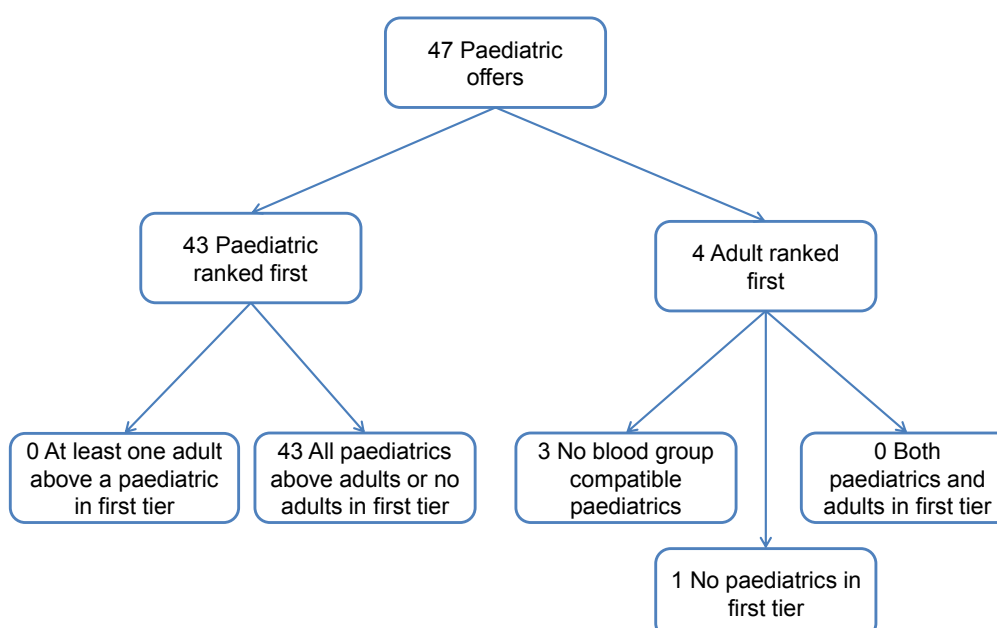 47 Paediatric
offers
43 Paediatric
ranked first
4 Adult ranked
first
0 At least one adult
above a paediatric
in first tier
43 All paediatrics
above adults or no
adults in first tier
3 No blood group
compatible
paediatrics
0 Both
paediatrics and
adults in first tier
1 No paediatrics in
first tier